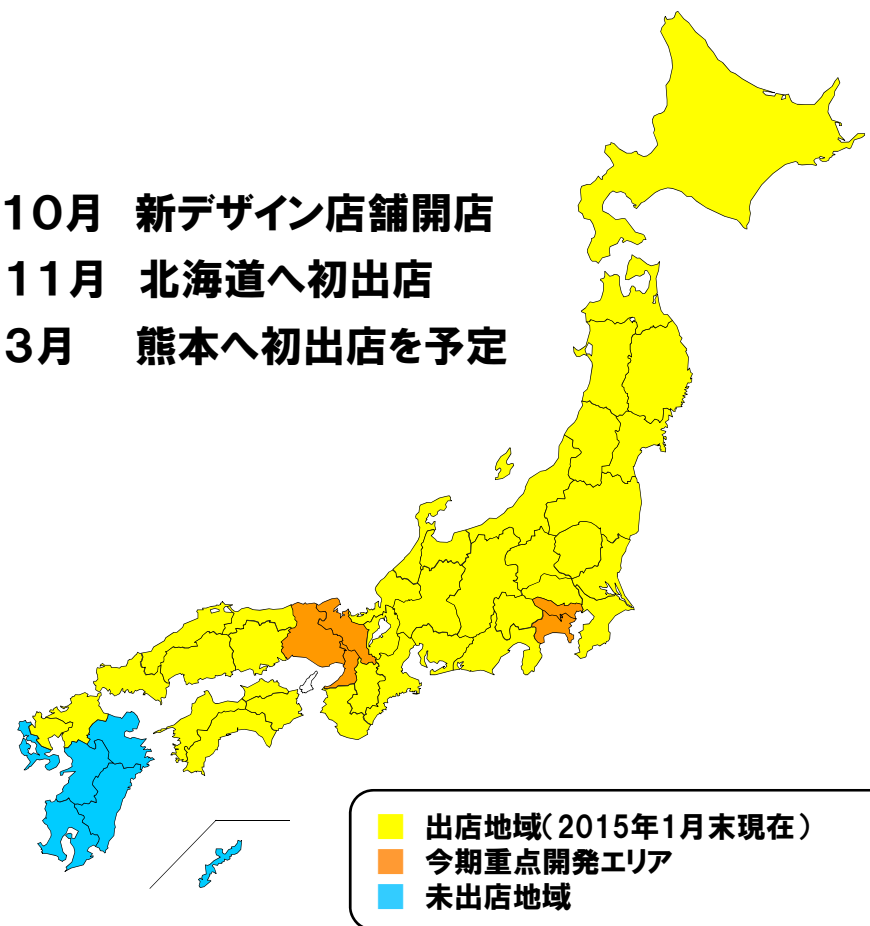 10月 新デザイン店舗開店
11月 北海道へ初出店
3月 熊本へ初出店を予定
出店地域(2015年1月末現在)
今期重点開発エリア
未出店地域